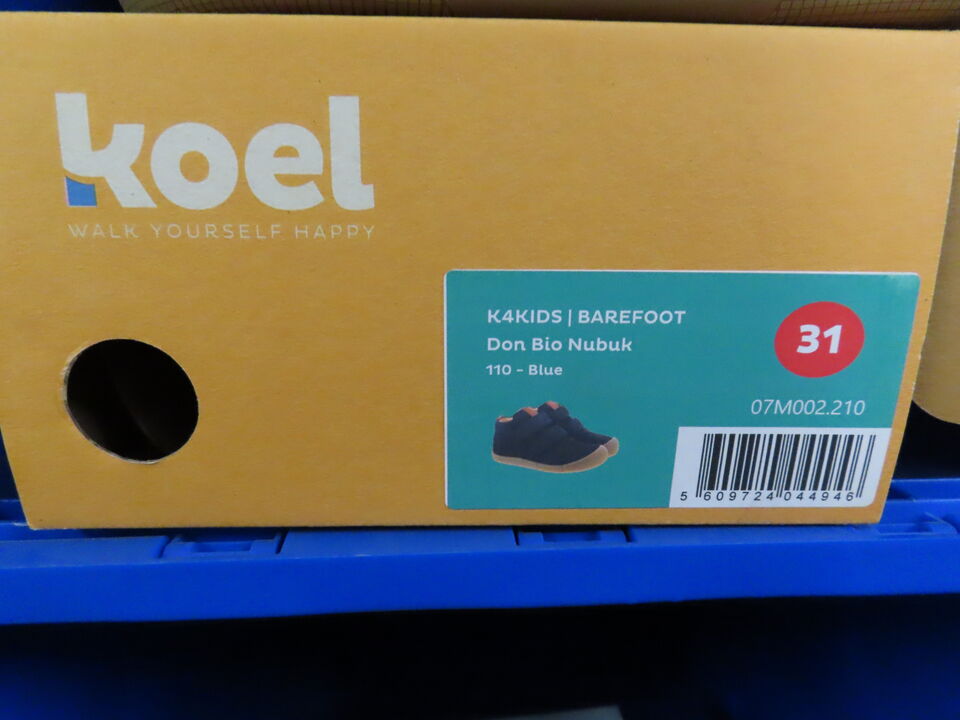 koel
WALK YOURSELF HAPPY
K4KIDS | BAREFOOT
Don Bio Nubuk
110 - Blue
31
07M002.210
5 609724 044946